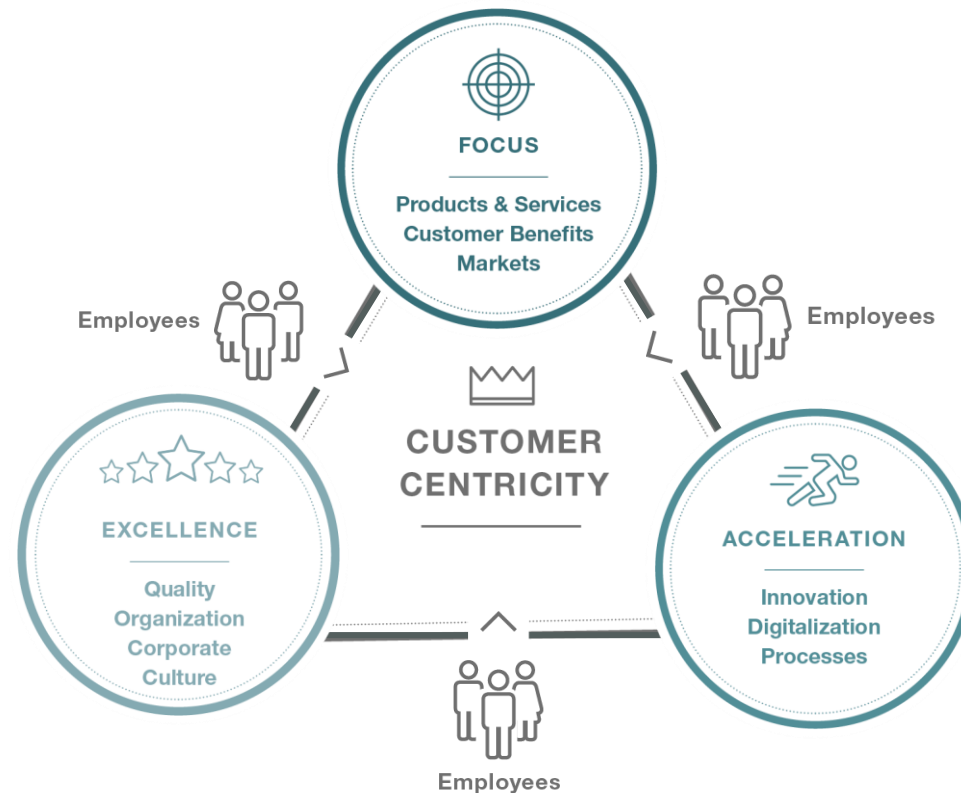 FOCUS
Products & Services
Customer Benefits
Markets
Employees
Employees
CUSTOMER
CENTRICITY
EXCELLENCE
Quality
Organization
Corporate
Culture
ACCELERATION
Innovation
Digitalization
Processes
Employees